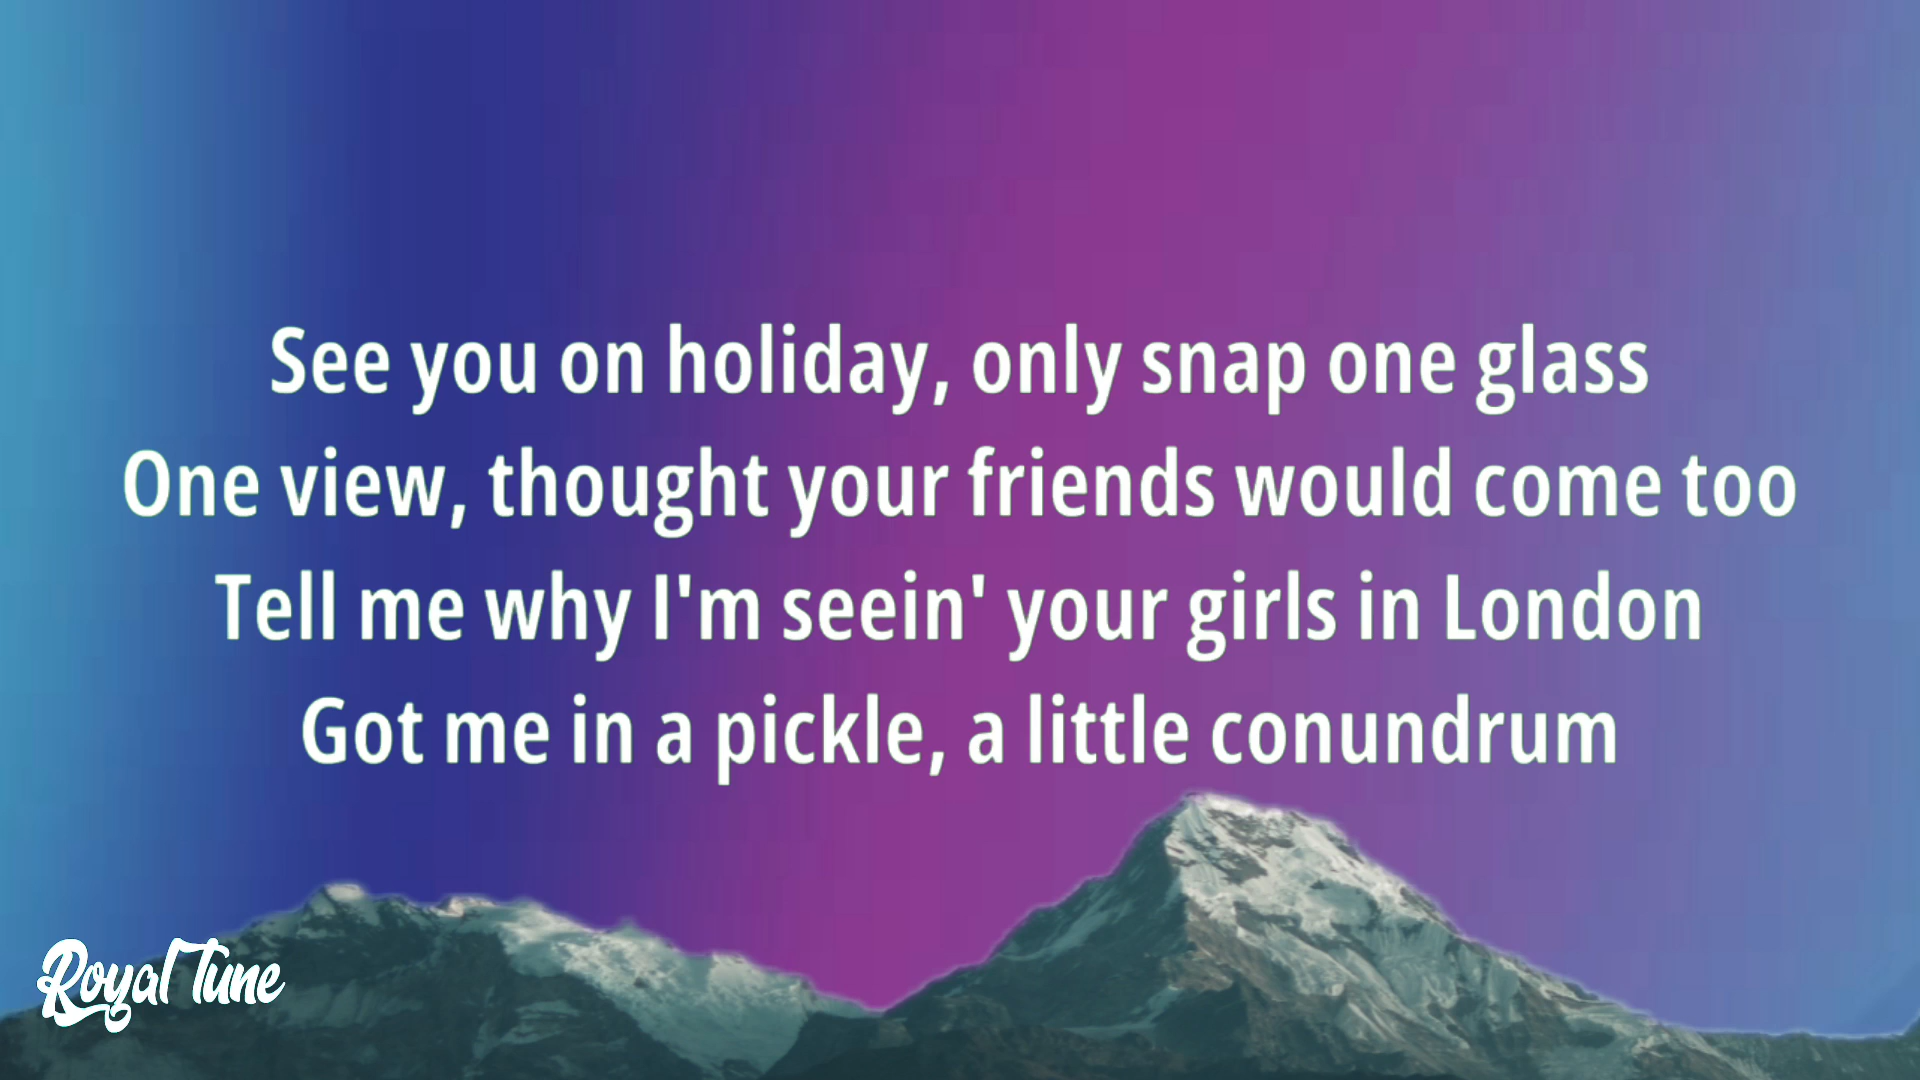 See you on holiday, only snap one glass
One view, thought your friends would come too
Tell me why I'm seein' your girls in London
Got me in a pickle, a little conundrum
Royal Tune